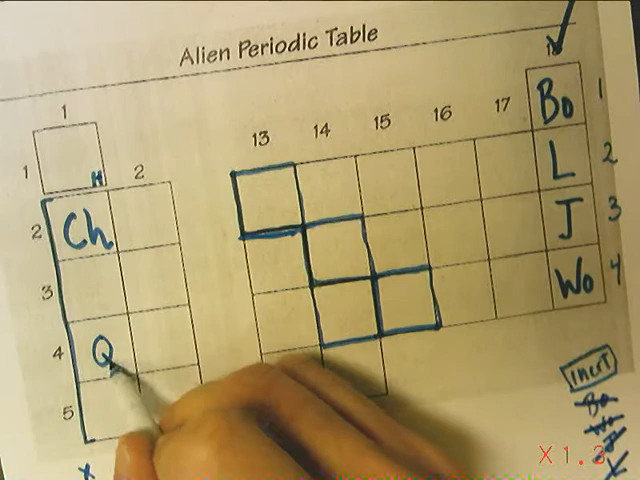 Alien Periodic Table
1
18
13 14 15 16 17 Bo 1
1 H 2
L 2
2 Ch
J 3
3
Wo 4
4 Q
5
Inert
X 1.3